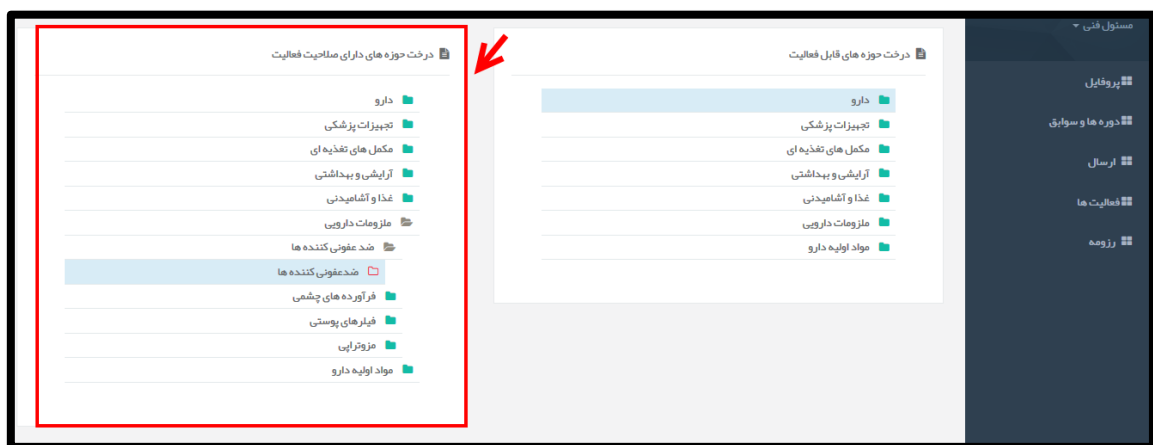 مسئول فنی
پروفایل
دوره ها و سوابق
ارسال
فعالیت ها
رزومه
درخت حوزه های قابل فعالیت
دارو
تجهیزات پزشکی
مکمل های تغذیه ای
آرایشی و بهداشتی
غذا و آشامیدنی
ملزومات دارویی
مواد اولیه دارو
درخت حوزه های دارای صلاحیت فعالیت
دارو
تجهیزات پزشکی
مکمل های تغذیه ای
آرایشی و بهداشتی
غذا و آشامیدنی
ملزومات دارویی
ضد عفونی کننده ها
ضدعفونی کننده ها
فرآورده های چشمی
فیلرهای پوستی
مزوتراپی
مواد اولیه دارو